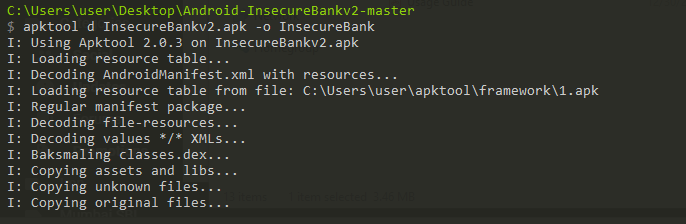 C:\Users\user\Desktop\Android-InsecureBankv2-master
$ apktool d InsecureBankv2.apk -o InsecureBank
I: Using Apktool 2.0.3 on InsecureBankv2.apk
I: Loading resource table...
I: Decoding AndroidManifest.xml with resources...
I: Loading resource table from file: C:\Users\user\apktool\framework\1.apk
I: Regular manifest package...
I: Decoding file-resources...
I: Decoding values */* XMLs...
I: Baksmaling classes.dex...
I: Copying assets and libs...
I: Copying unknown files...
I: Copying original files...